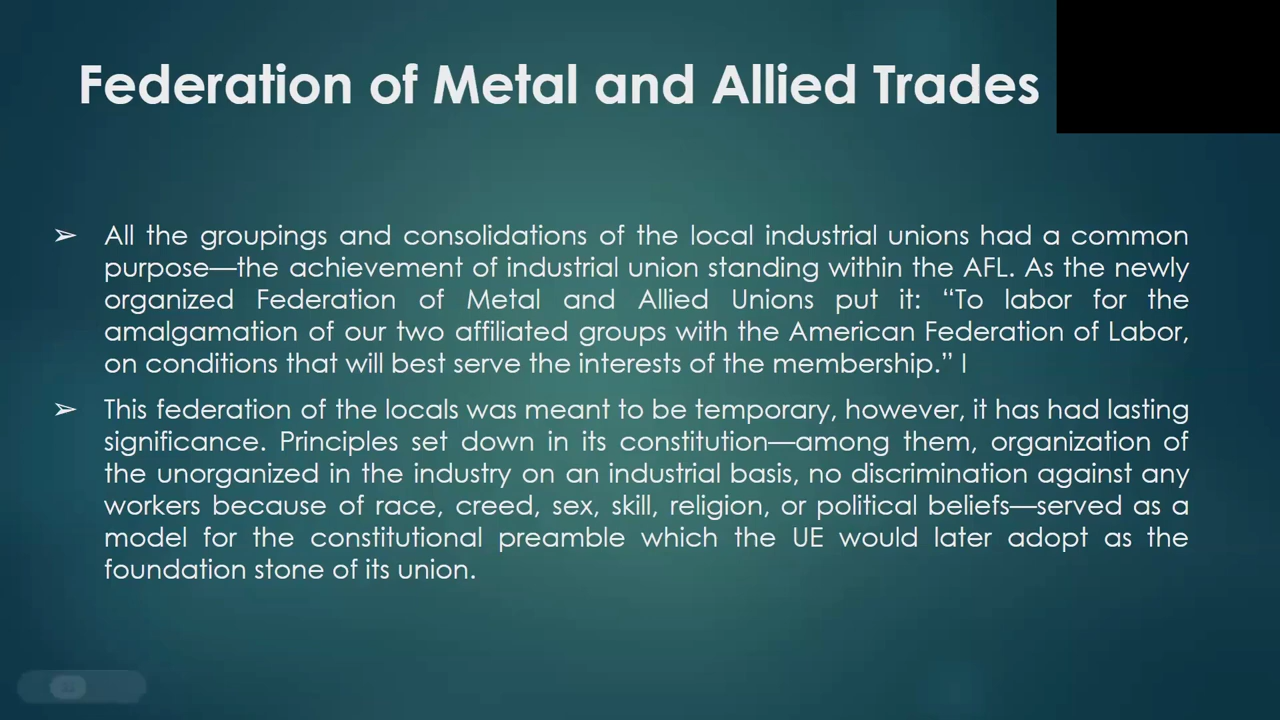 Federation of Metal and Allied Trades
➢ All the groupings and consolidations of the local industrial unions had a common
purpose—the achievement of industrial union standing within the AFL. As the newly
organized Federation of Metal and Allied Unions put it: “To labor for the
amalgamation of our two affiliated groups with the American Federation of Labor,
on conditions that will best serve the interests of the membership.” l
➢ This federation of the locals was meant to be temporary, however, it has had lasting
significance. Principles set down in its constitution—among them, organization of
the unorganized in the industry on an industrial basis, no discrimination against any
workers because of race, creed, sex, skill, religion, or political beliefs—served as a
model for the constitutional preamble which the UE would later adopt as the
foundation stone of its union.